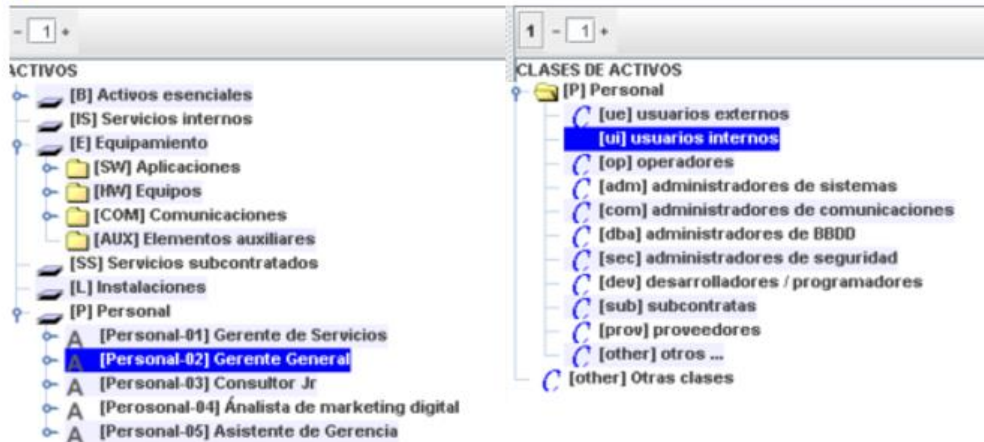 - 1 +
ACTIVOS
[B] Activos esenciales
[IS] Servicios internos
[E] Equipamiento
[SW] Aplicaciones
[HW] Equipos
[COM] Comunicaciones
[AUX] Elementos auxiliares
[SS] Servicios subcontratados
[L] Instalaciones
[P] Personal
A [Personal-01] Gerente de Servicios
A [Personal-02] Gerente General
A [Personal-03] Consultor Jr
A [Perosonal-04] Ánalista de marketing digital
A [Personal-05] Asistente de Gerencia
1 - 1 +
CLASES DE ACTIVOS
[P] Personal
C [ue] usuarios externos
[ui] usuarios internos
C [op] operadores
C [adm] administradores de sistemas
C [com] administradores de comunicaciones
C [dba] administradores de BBDD
C [sec] administradores de seguridad
C [dev] desarrolladores / programadores
C [sub] subcontratas
C [prov] proveedores
C [other] otros ...
C [other] Otras clases